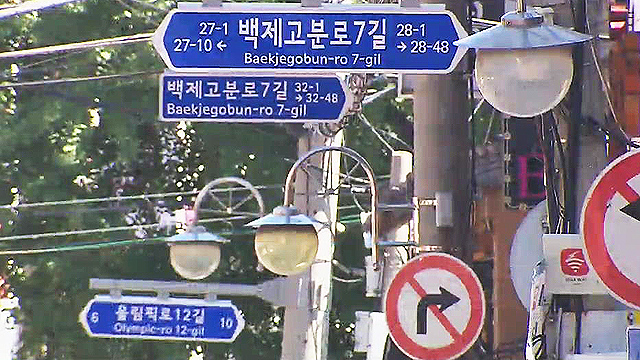 27-1 백제고분로7길 28-1
27-10 ← → 28-48
Baekjegobun-ro 7-gil
백제고분로7길 32-1
→ 32-48
Baekjegobun-ro 7-gil
6 올림픽로12길 10
Olympic-ro 12-gil